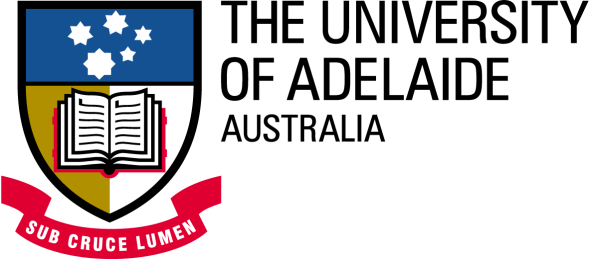 THE UNIVERSITY
OF ADELAIDE
AUSTRALIA
SUB CRUCE LUMEN